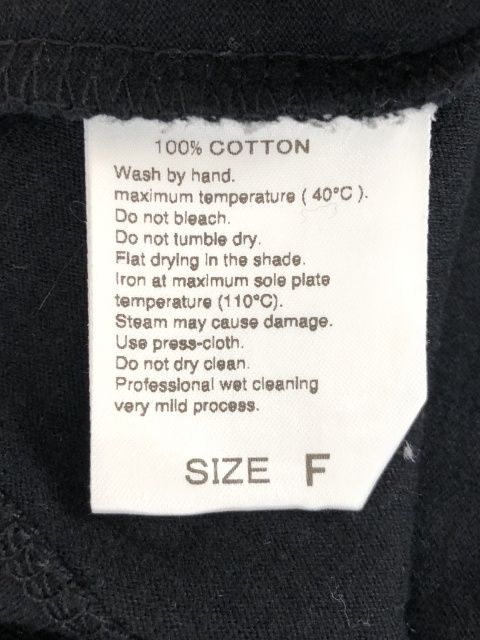 100% COTTON
Wash by hand.
maximum temperature ( 40°C ).
Do not bleach.
Do not tumble dry.
Flat drying in the shade.
Iron at maximum sole plate
temperature (110°C).
Steam may cause damage.
Use press-cloth.
Do not dry clean.
Professional wet cleaning
very mild process.
SIZE F